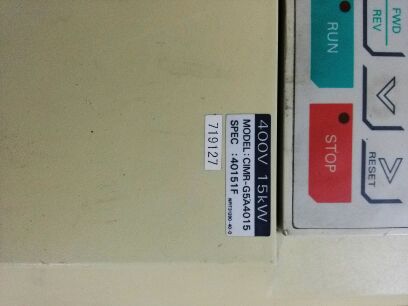 FWD
REV
RUN
STOP
RESET
400V 15kW
MODEL:CIMR-G5A4015
SPEC :40151F
719127